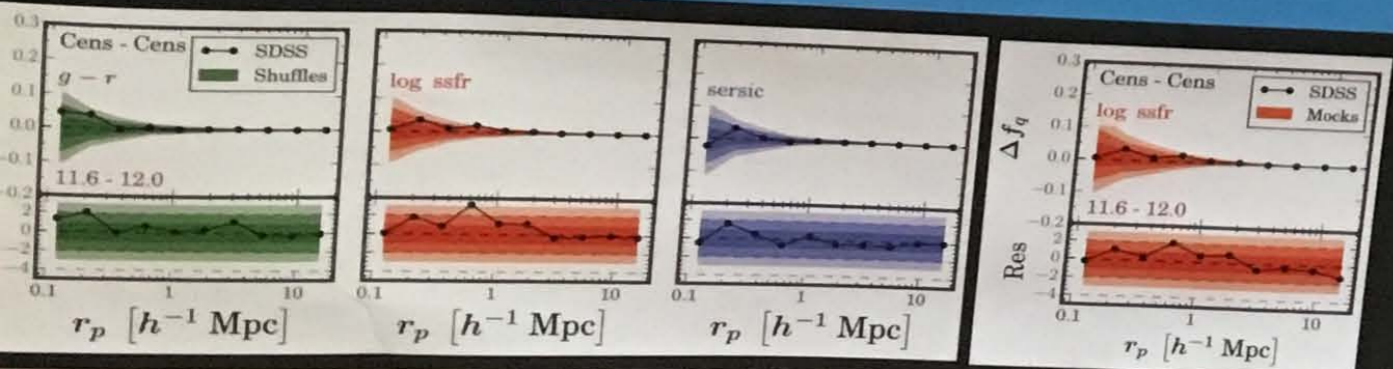 0.3
0.2
0.1
0.0
-0.1
-0.2
2
0
-2
-4
Cens - Cens
g - r
SDSS
Shuffles
11.6 - 12.0
0.1 1 10
r_p [h⁻¹ Mpc]
log ssfr
0.1 1 10
r_p [h⁻¹ Mpc]
sersic
0.1 1 10
r_p [h⁻¹ Mpc]
Δf_q
0.3
0.2
0.1
0.0
-0.1
-0.2
Res
2
0
-2
-4
Cens - Cens
log ssfr
SDSS
Mocks
11.6 - 12.0
0.1 1 10
r_p [h⁻¹ Mpc]